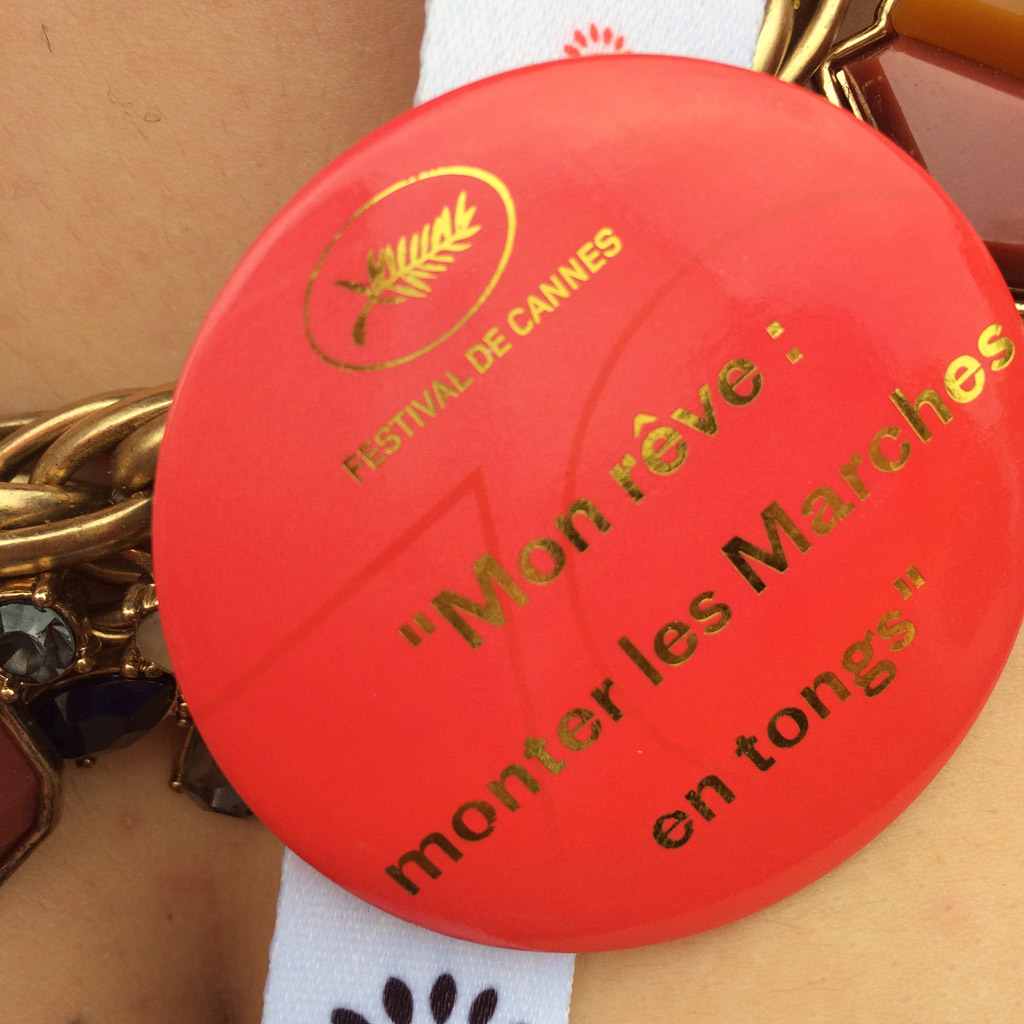 FESTIVAL DE CANNES
"Mon rêve :
monter les Marches
en tongs"